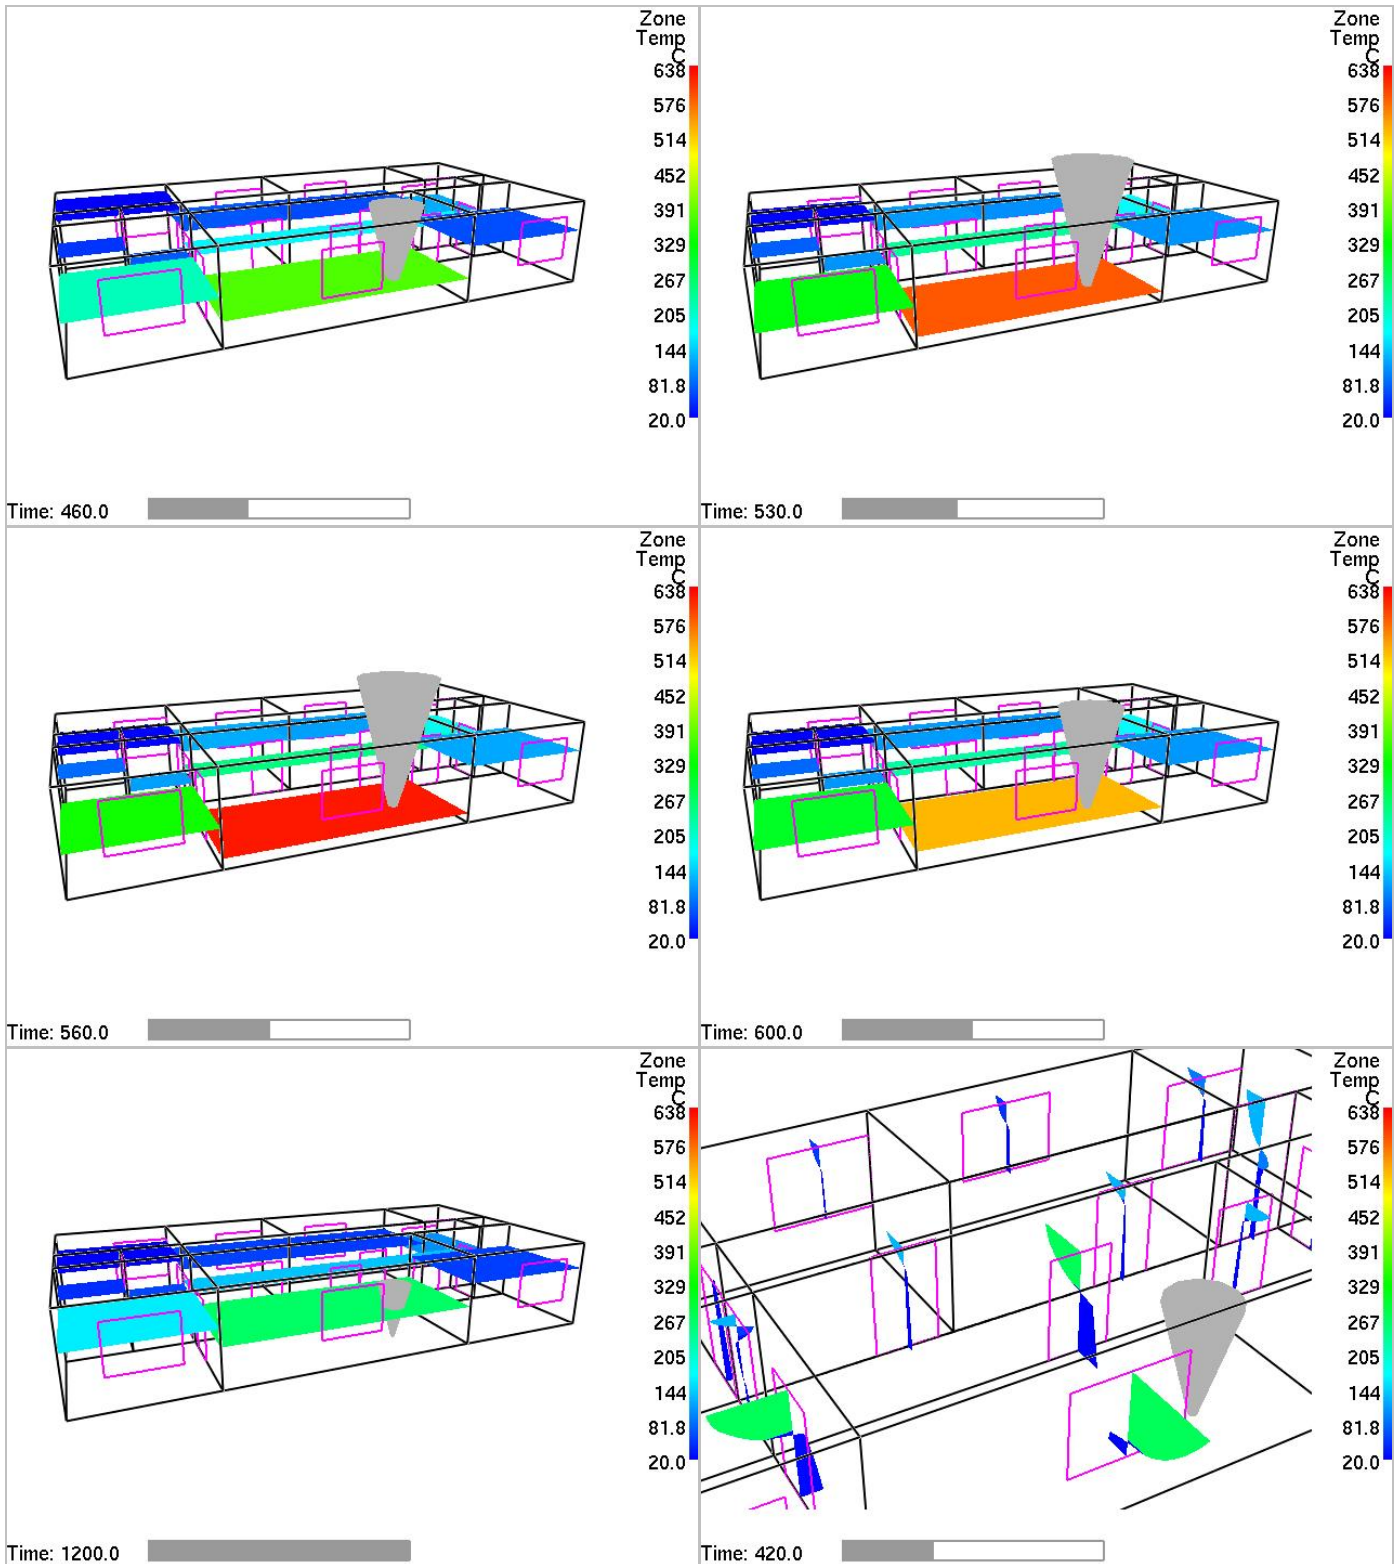 Zone
Temp
C
638
576
514
452
391
329
267
205
144
81.8
20.0
Time: 460.0
Zone
Temp
C
638
576
514
452
391
329
267
205
144
81.8
20.0
Time: 530.0
Zone
Temp
C
638
576
514
452
391
329
267
205
144
81.8
20.0
Time: 560.0
Zone
Temp
C
638
576
514
452
391
329
267
205
144
81.8
20.0
Time: 600.0
Zone
Temp
C
638
576
514
452
391
329
267
205
144
81.8
20.0
Time: 1200.0
Zone
Temp
C
638
576
514
452
391
329
267
205
144
81.8
20.0
Time: 420.0